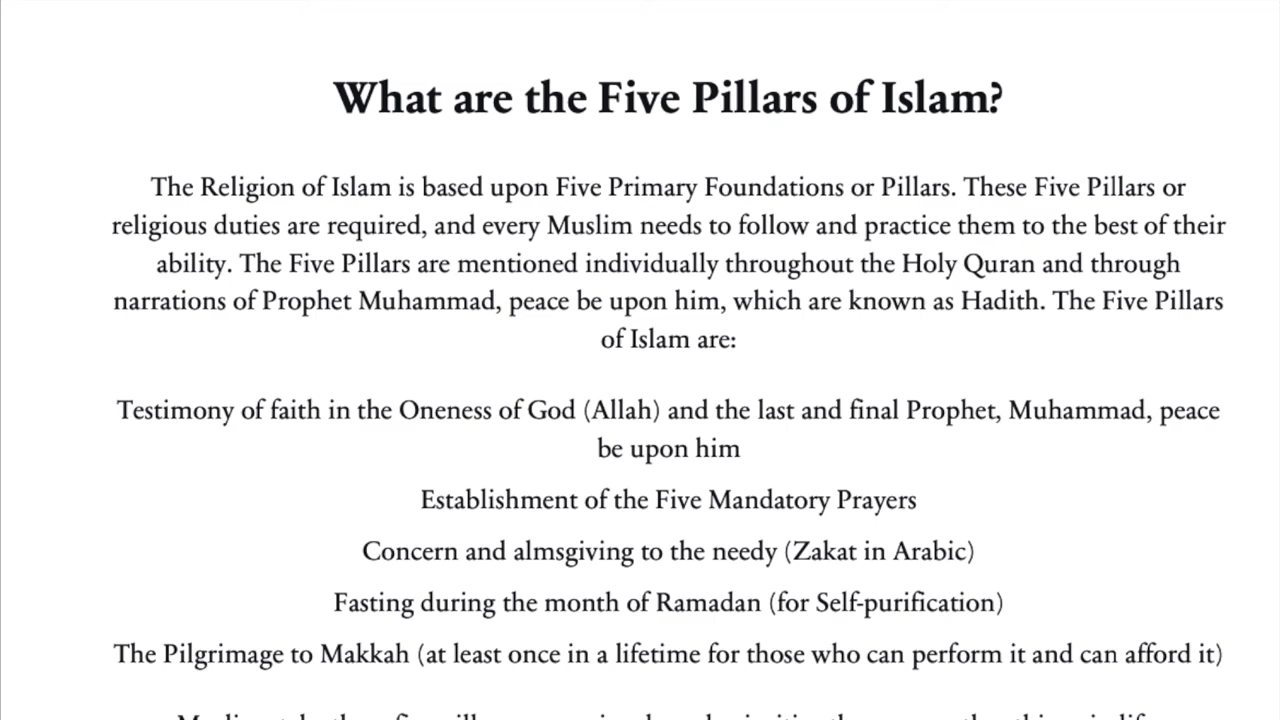 What are the Five Pillars of Islam?
The Religion of Islam is based upon Five Primary Foundations or Pillars. These Five Pillars or
religious duties are required, and every Muslim needs to follow and practice them to the best of their
ability. The Five Pillars are mentioned individually throughout the Holy Quran and through
narrations of Prophet Muhammad, peace be upon him, which are known as Hadith. The Five Pillars
of Islam are:
Testimony of faith in the Oneness of God (Allah) and the last and final Prophet, Muhammad, peace
be upon him
Establishment of the Five Mandatory Prayers
Concern and almsgiving to the needy (Zakat in Arabic)
Fasting during the month of Ramadan (for Self-purification)
The Pilgrimage to Makkah (at least once in a lifetime for those who can perform it and can afford it)